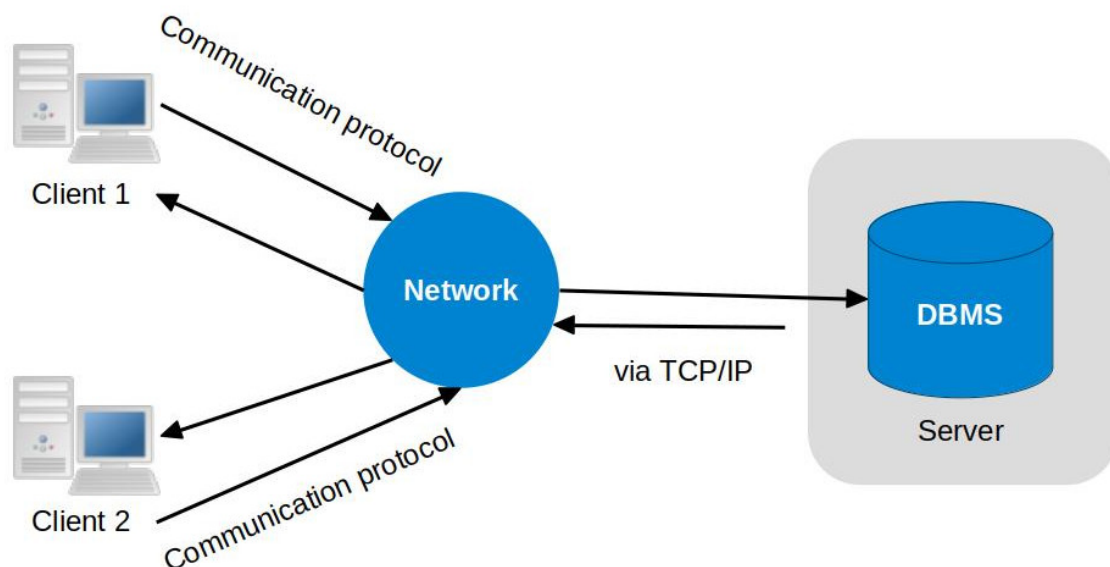 Communication protocol
Client 1
Network
DBMS
via TCP/IP
Server
Client 2
Communication protocol